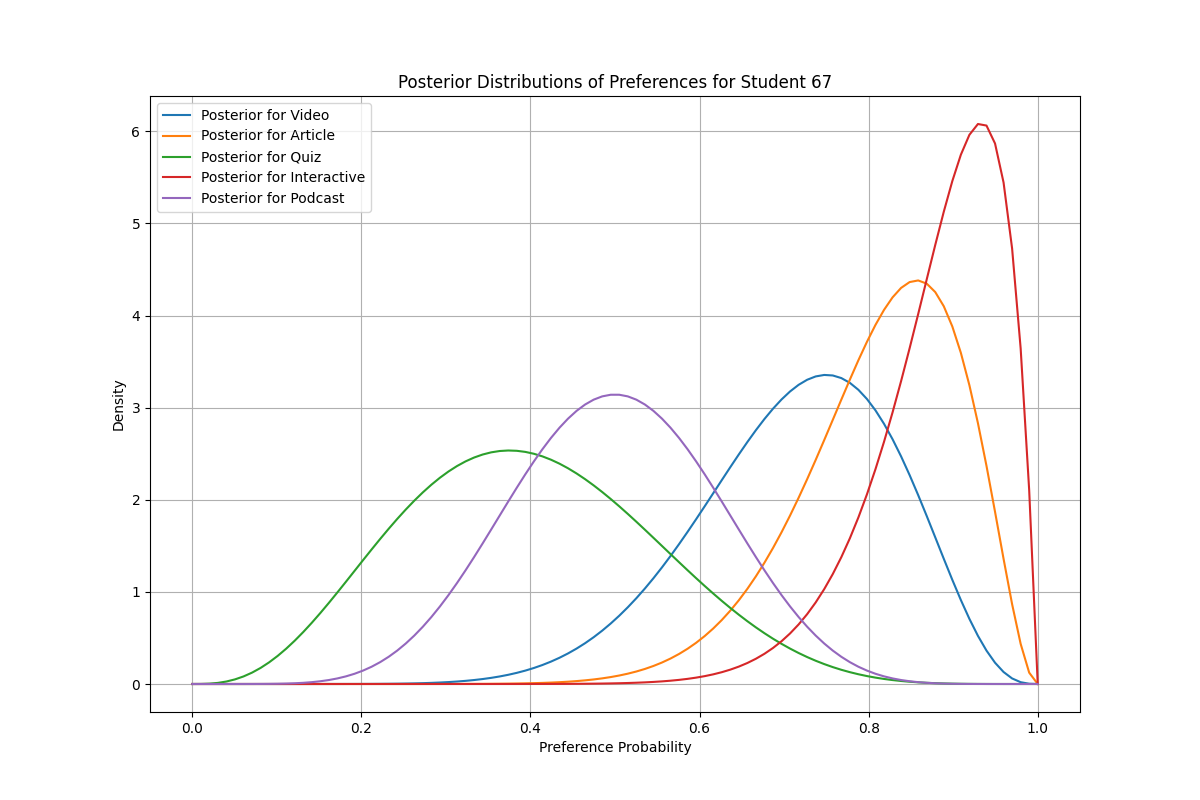 Posterior Distributions of Preferences for Student 67
Posterior for Video
Posterior for Article
Posterior for Quiz
Posterior for Interactive
Posterior for Podcast
6
5
4
3
2
1
0
Density
0.0 0.2 0.4 0.6 0.8 1.0
Preference Probability